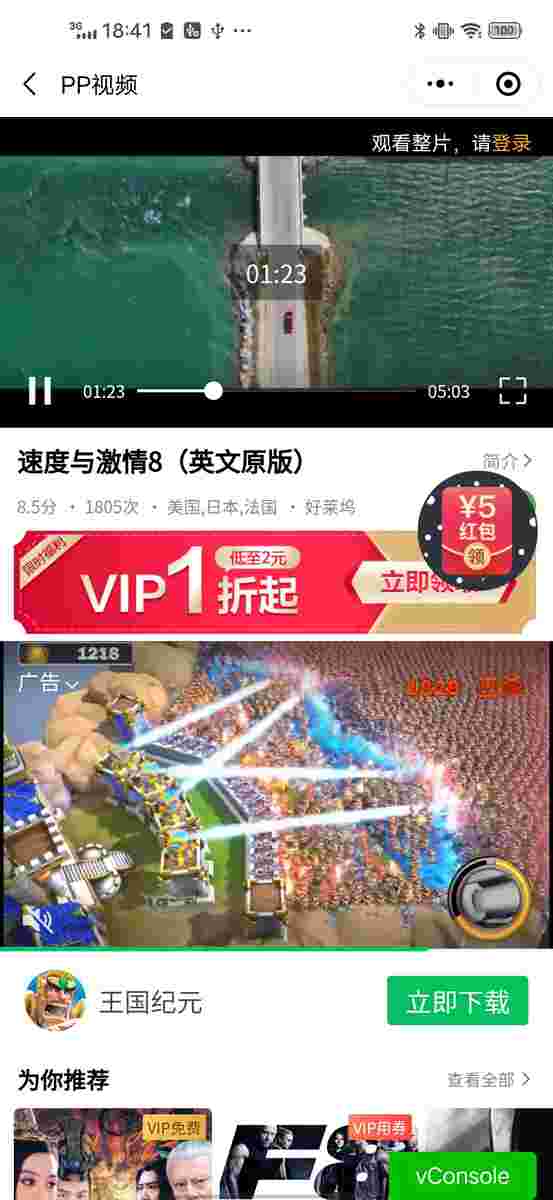 3G 18:41 100
PP视频
观看整片，请登录
01:23
01:23 05:03
速度与激情8（英文原版）
简介
8.5分 · 1805次 · 美国,日本,法国 · 好莱坞
¥5
红包
领
限时福利
低至2元
VIP1折起
立即领
1218
广告
王国纪元
立即下载
为你推荐
查看全部
VIP免费
VIP用券
F8
vConsole